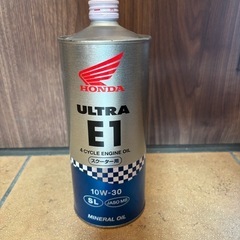 HONDA
ULTRA
E1
4-CYCLE ENGINE OIL
スクーター用
10W-30
SL JASO MB
MINERAL OIL